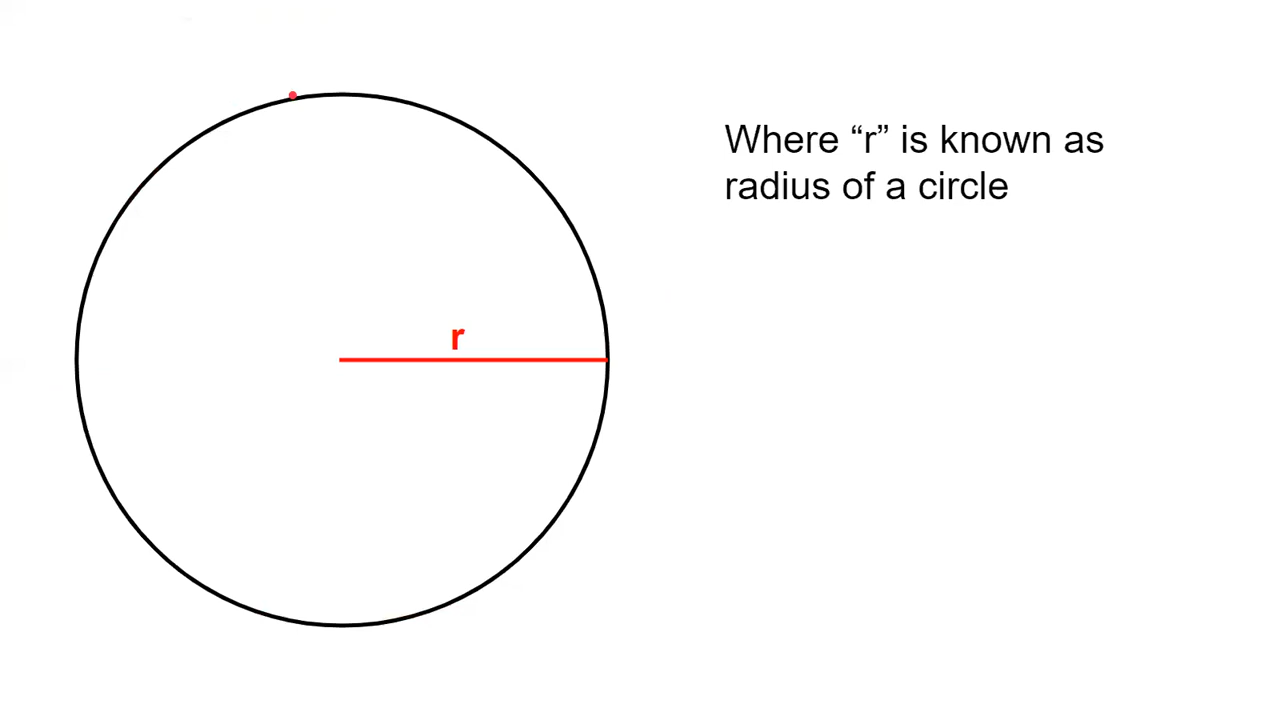 Where “r” is known as
radius of a circle
r